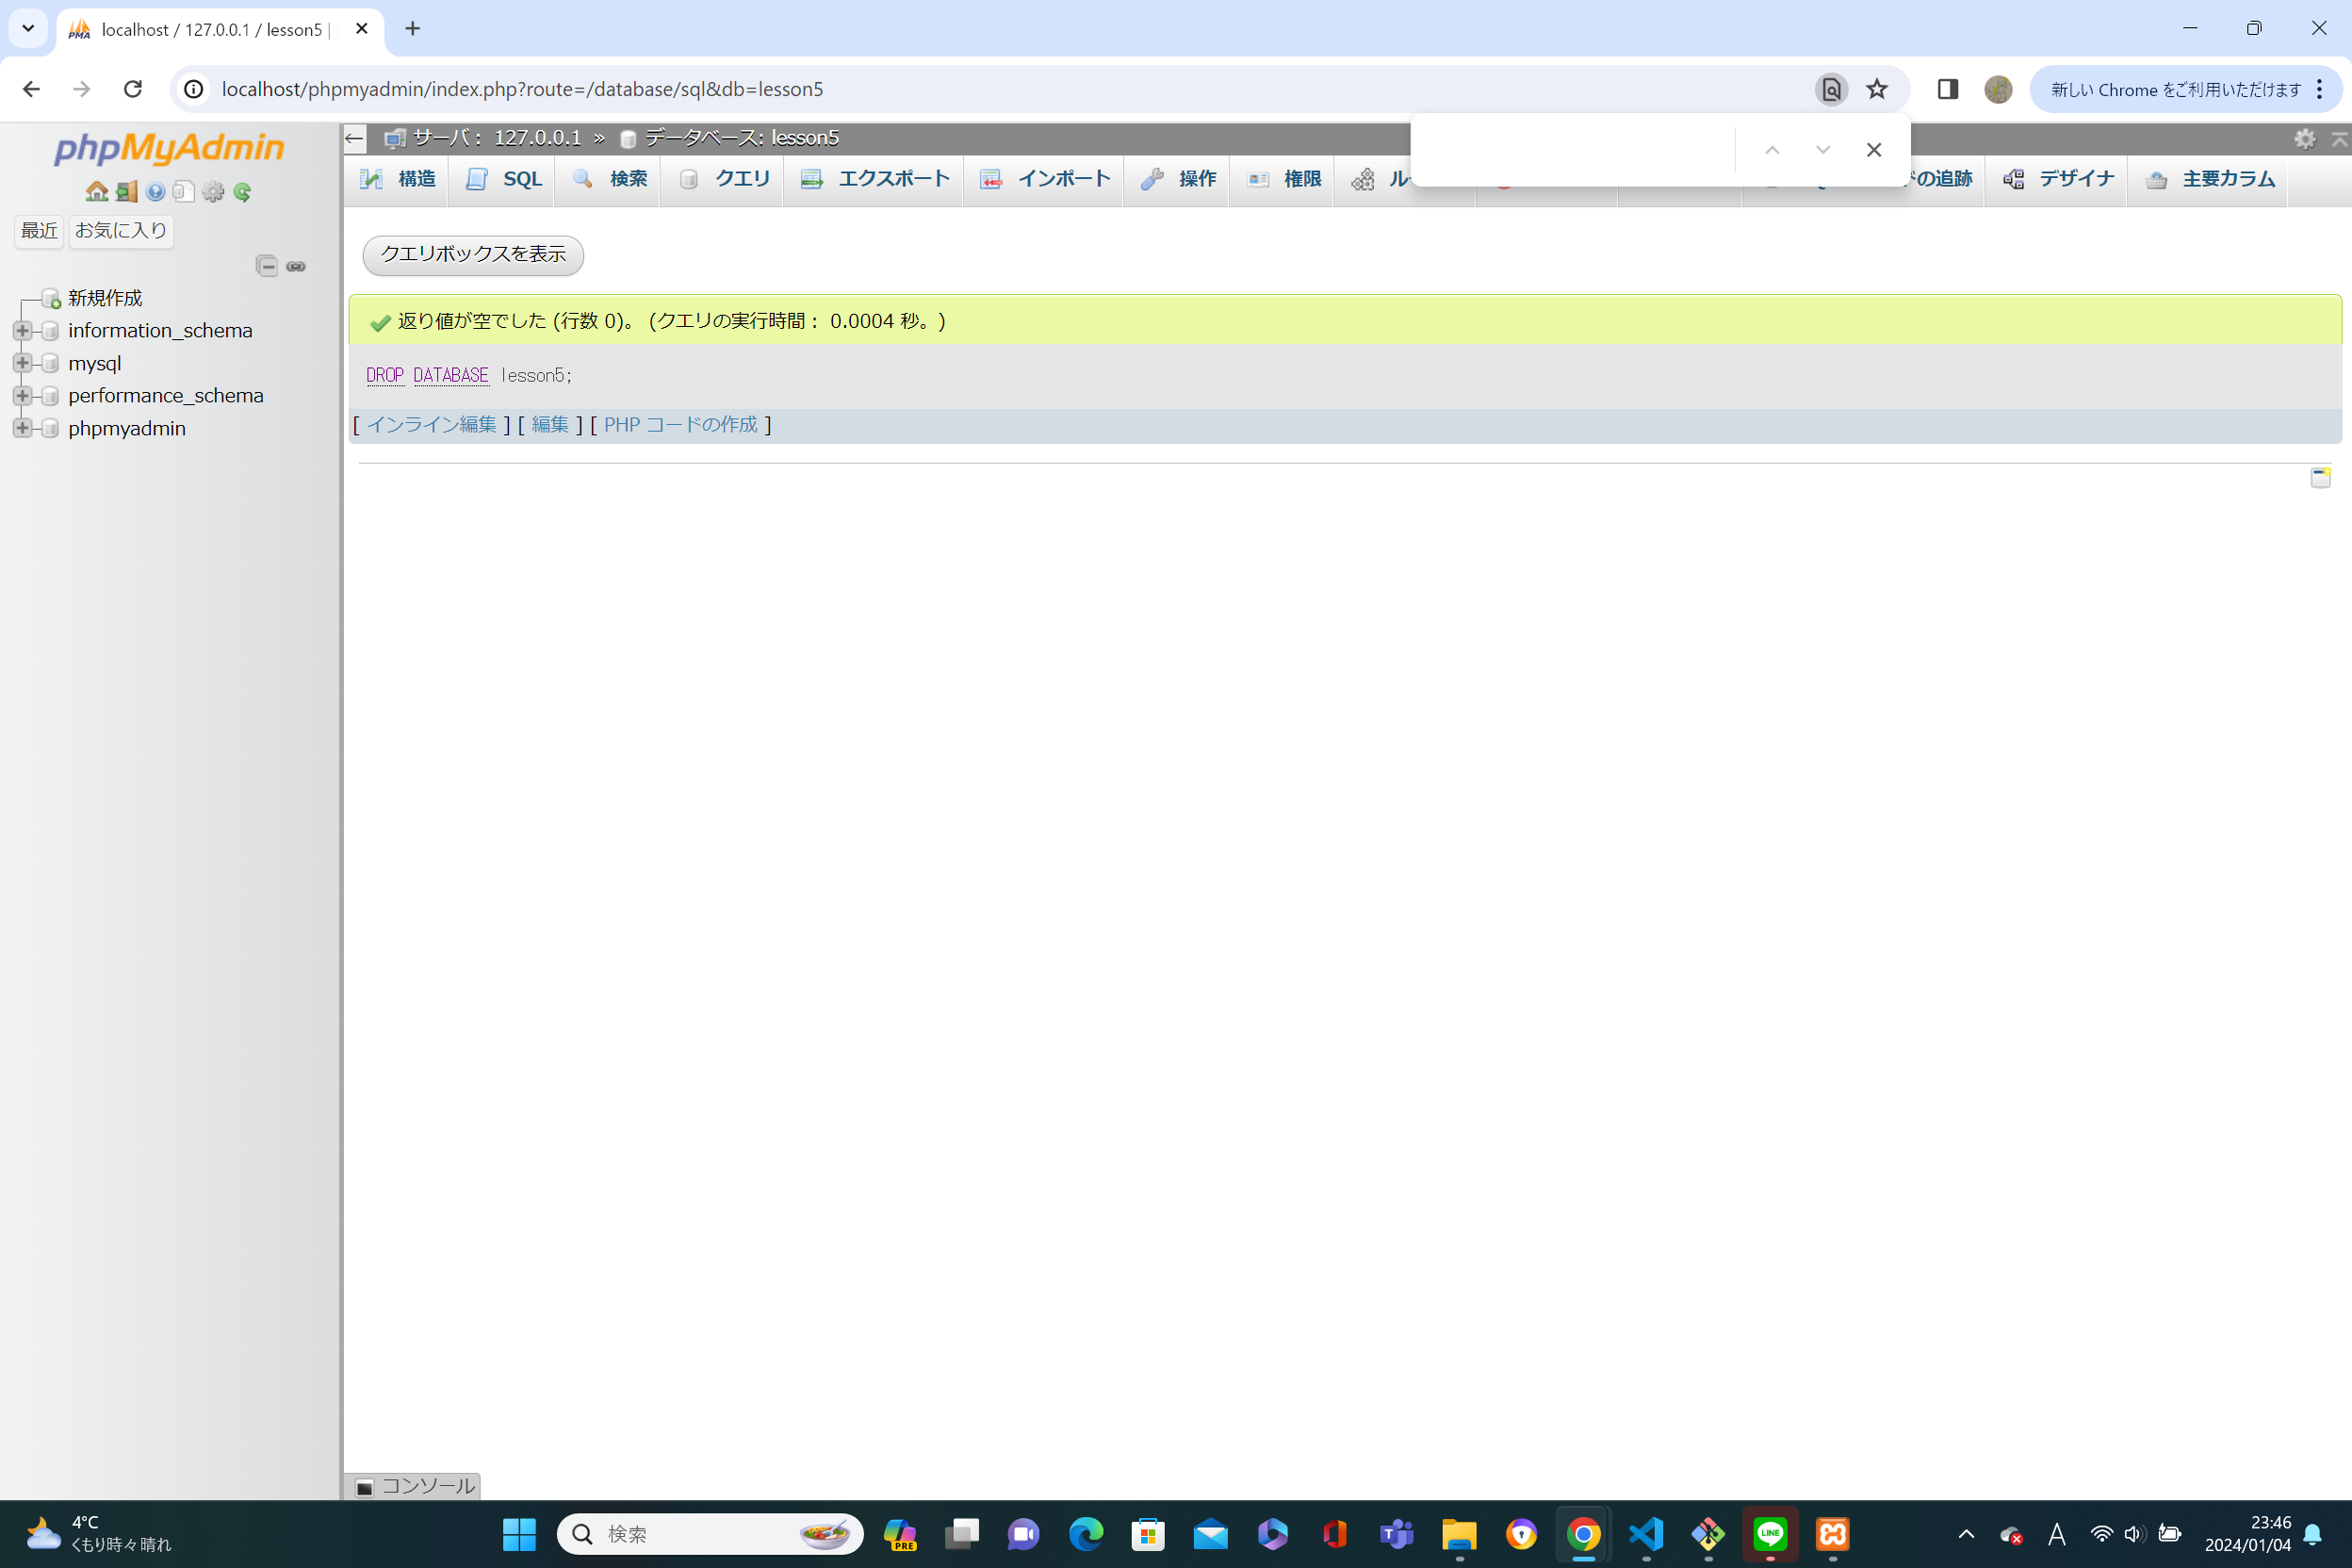 localhost / 127.0.0.1 / lesson5 |
localhost/phpmyadmin/index.php?route=/database/sql&db=lesson5
新しい Chrome をご利用いただけます
phpMyAdmin
最近 お気に入り
新規作成
information_schema
mysql
performance_schema
phpmyadmin
サーバ： 127.0.0.1 » データベース: lesson5
構造 SQL 検索 クエリ エクスポート インポート 操作 権限 の追跡 デザイナ 主要カラム
クエリボックスを表示
返り値が空でした (行数 0)。 (クエリの実行時間： 0.0004 秒。)
DROP DATABASE lesson5;
[ インライン編集 ] [ 編集 ] [ PHP コードの作成 ]
コンソール
4°C
くもり時々晴れ
検索
PRE
LINE
A
23:46
2024/01/04